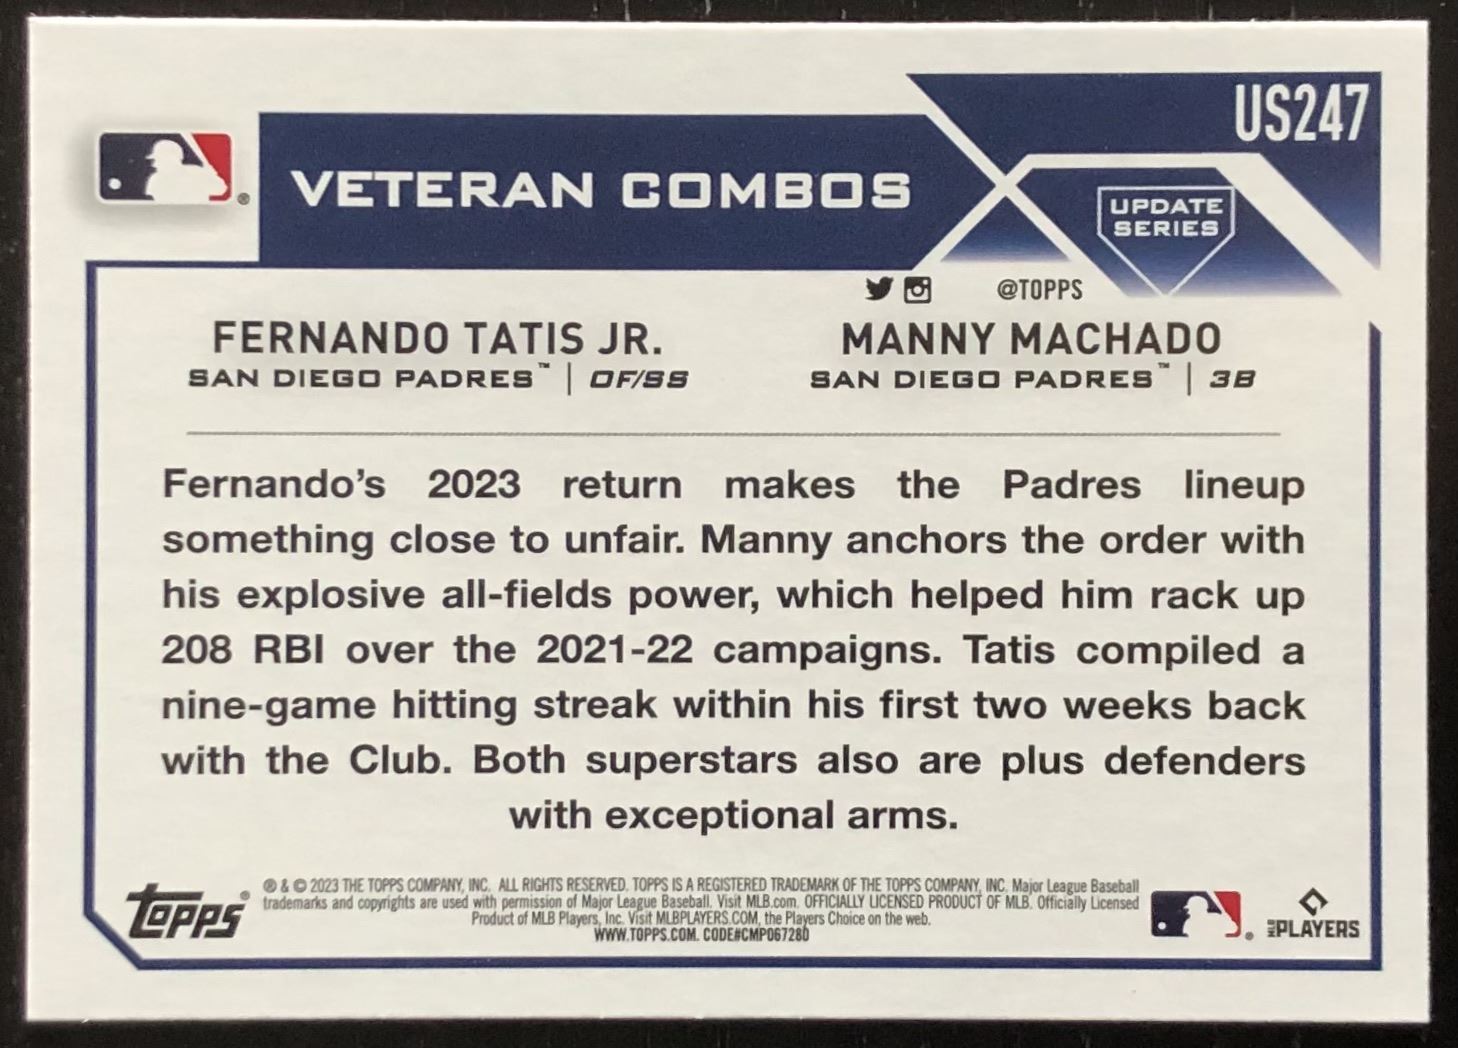 US247
VETERAN COMBOS
UPDATE
SERIES
@TOPPS
FERNANDO TATIS JR.
SAN DIEGO PADRES™ | OF/SS
MANNY MACHADO
SAN DIEGO PADRES™ | 3B
Fernando's 2023 return makes the Padres lineup
something close to unfair. Manny anchors the order with
his explosive all-fields power, which helped him rack up
208 RBI over the 2021-22 campaigns. Tatis compiled a
nine-game hitting streak within his first two weeks back
with the Club. Both superstars also are plus defenders
with exceptional arms.
Topps®
® & © 2023 THE TOPPS COMPANY, INC. ALL RIGHTS RESERVED. TOPPS IS A REGISTERED TRADEMARK OF THE TOPPS COMPANY, INC. Major League Baseball
trademarks and copyrights are used with permission of Major League Baseball. Visit MLB.com. OFFICIALLY LICENSED PRODUCT OF MLB. Officially Licensed
Product of MLB Players, Inc. Visit MLBPLAYERS.COM, the Players Choice on the web.
WWW.TOPPS.COM. CODE#CMP067280
MLB PLAYERS